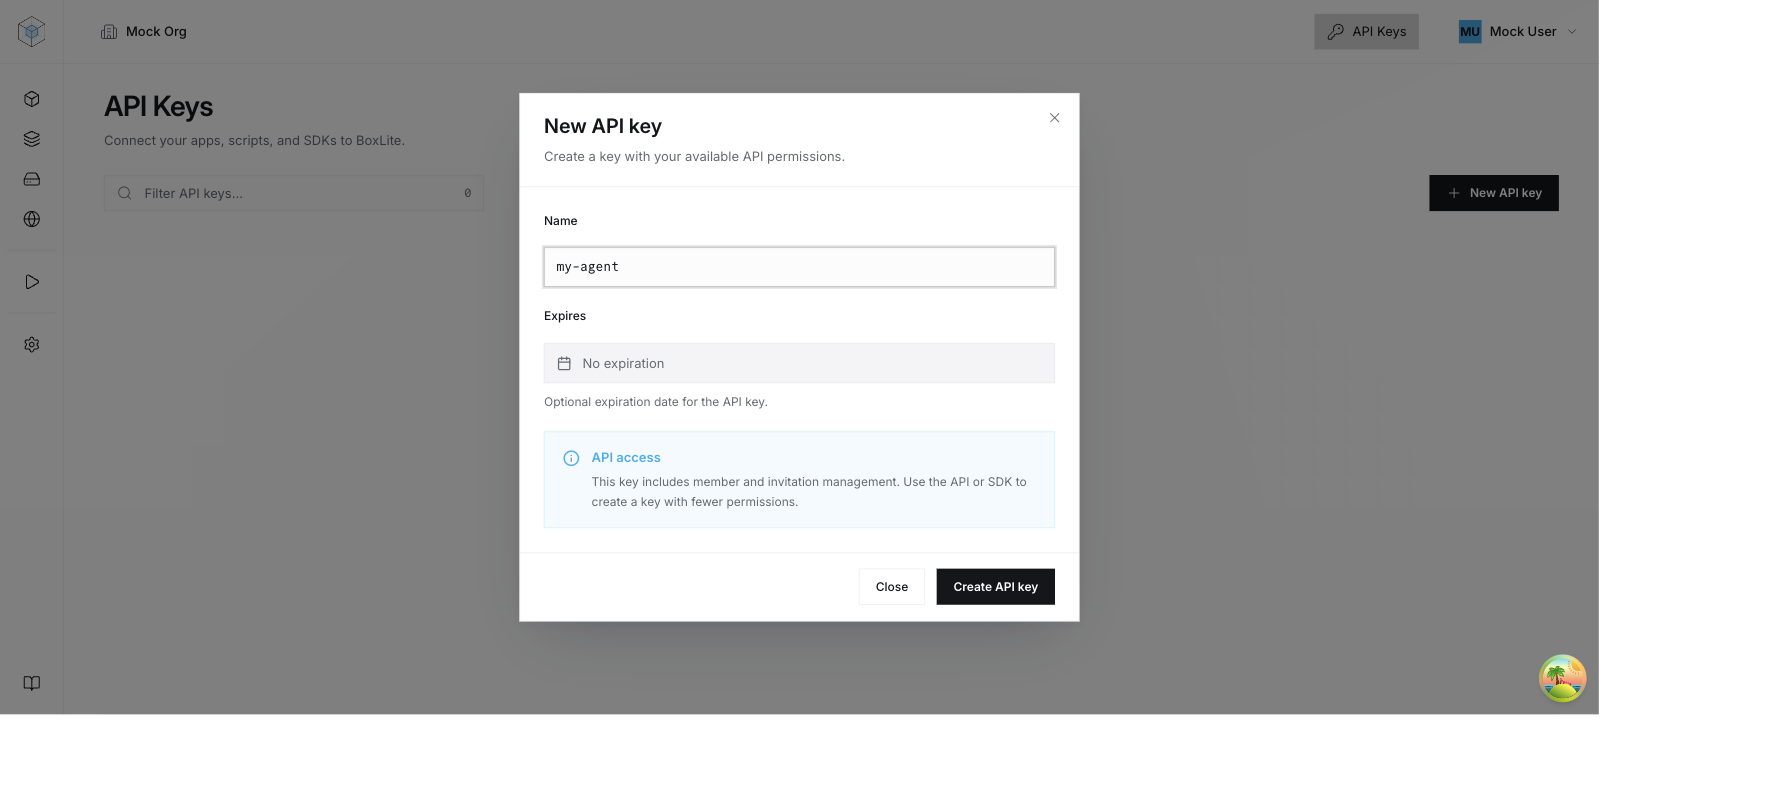 Mock Org
API Keys
MU
Mock User
API Keys
Connect your apps, scripts, and SDKs to BoxLite.
Filter API keys...
0
New API key
New API key
Create a key with your available API permissions.
Name
my-agent
Expires
No expiration
Optional expiration date for the API key.
API access
This key includes member and invitation management. Use the API or SDK to
create a key with fewer permissions.
Close
Create API key